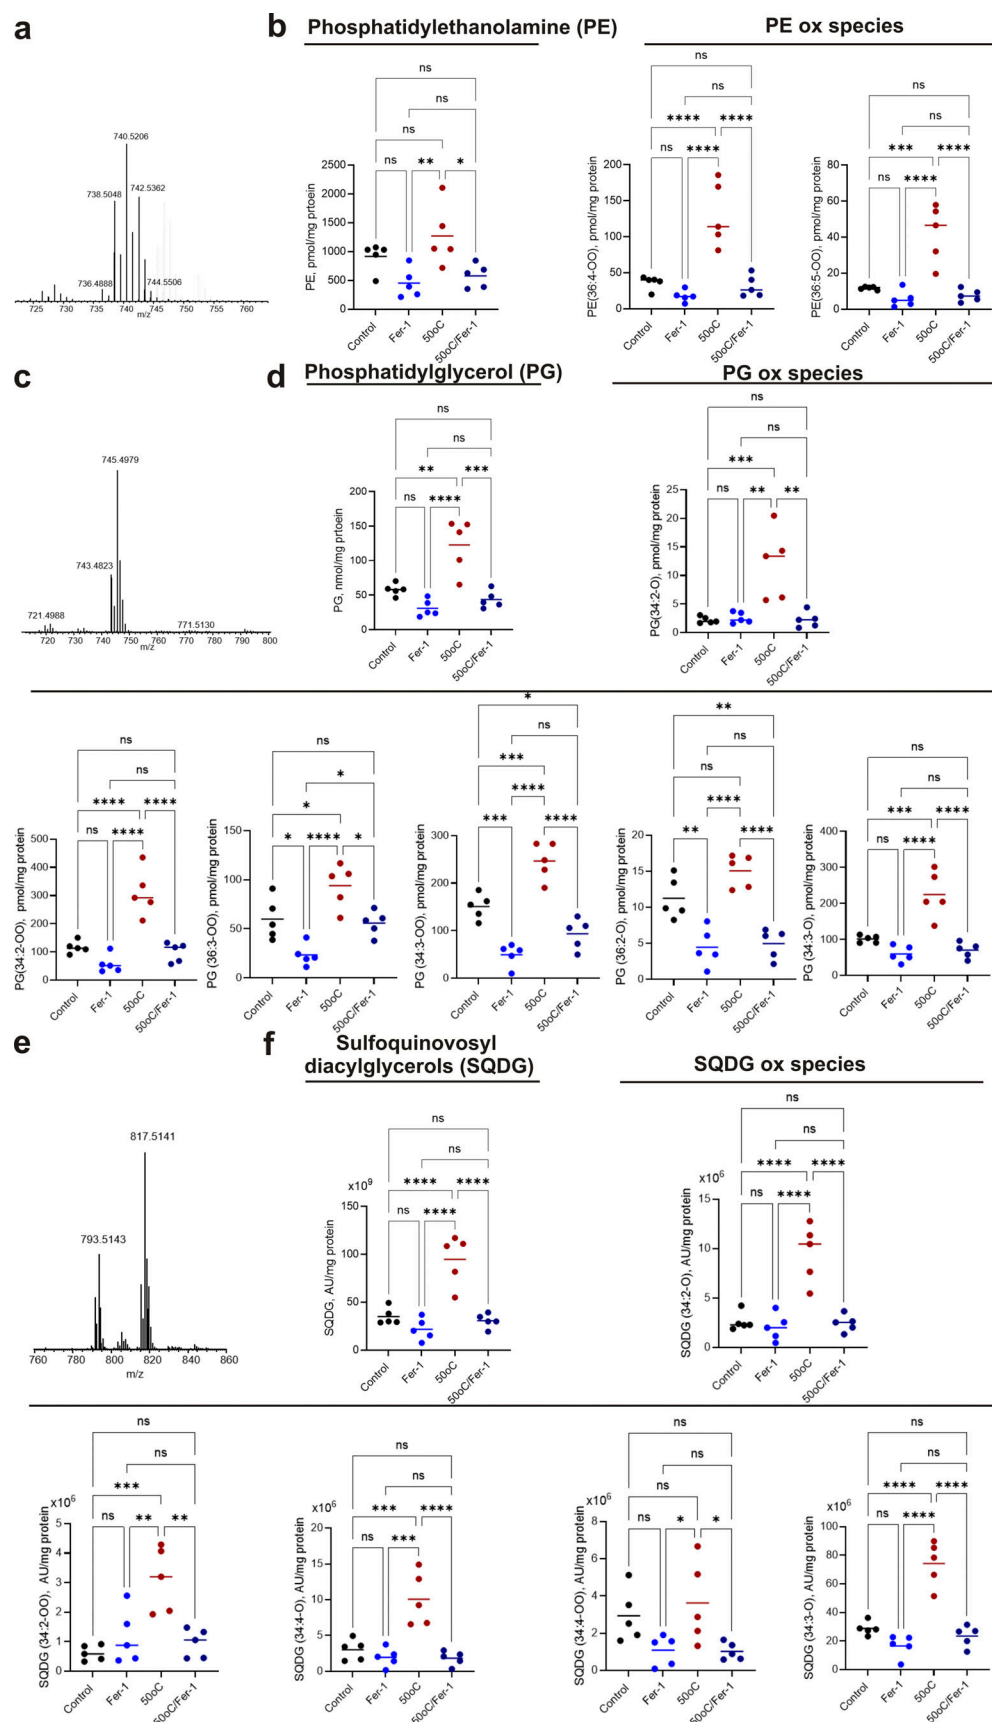 a
b
Phosphatidylethanolamine (PE)
PE ox species
740.5206
738.5048
742.5362
736.4888
744.5506
725 730 735 740 745 750 755 760
m/z
ns
ns
ns
ns ** *
2500
2000
1500
1000
500
0
PE, pmol/mg prtoein
Control Fer-1 50oC 50oC/Fer-1
ns
ns
**** ****
ns ****
200
150
100
50
0
PE(36:4-OO), pmol/mg protein
Control Fer-1 50oC 50oC/Fer-1
ns
ns
*** ****
ns ****
80
60
40
20
0
PE(36:5-OO), pmol/mg protein
Control Fer-1 50oC 50oC/Fer-1
c
d
Phosphatidylglycerol (PG)
PG ox species
745.4979
743.4823
721.4988
771.5130
720 730 740 750 760 770 780 790 800
m/z
ns
ns
** ***
ns ****
200
150
100
50
0
PG, nmol/mg prtoein
Control Fer-1 50oC 50oC/Fer-1
ns
ns
***
ns ** **
25
20
15
10
5
0
PG(34:2-O), pmol/mg protein
Control Fer-1 50oC 50oC/Fer-1
ns
ns
**** ****
ns ****
500
400
300
200
100
0
PG(34:2-OO), pmol/mg protein
Control Fer-1 50oC 50oC/Fer-1
ns
*
*
* **** *
150
100
50
0
PG (36:3-OO), pmol/mg protein
Control Fer-1 50oC 50oC/Fer-1
*
ns
***
****
*** ****
300
200
100
0
PG (34:3-OO), pmol/mg protein
Control Fer-1 50oC 50oC/Fer-1
**
ns
ns
****
** ****
20
15
10
5
0
PG (36:2-O), pmol/mg protein
Control Fer-1 50oC 50oC/Fer-1
ns
ns
*** ****
ns ****
400
300
200
100
0
PG (34:3-O), pmol/mg protein
Control Fer-1 50oC 50oC/Fer-1
e
f
Sulfoquinovosyl
diacylglycerols (SQDG)
SQDG ox species
817.5141
793.5143
760 780 800 820 840 860
m/z
ns
ns
**** ****
ns ****
x10⁹
150
100
50
0
SQDG, AU/mg protein
Control Fer-1 50oC 50oC/Fer-1
ns
ns
**** ****
ns ****
x10⁶
15
10
5
0
SQDG (34:2-O), AU/mg protein
Control Fer-1 50oC 50oC/Fer-1
ns
ns
***
ns ** **
x10⁶
5
4
3
2
1
0
SQDG (34:2-OO), AU/mg protein
Control Fer-1 50oC 50oC/Fer-1
ns
ns
*** ****
ns ***
x10⁶
20
15
10
5
0
SQDG (34:4-O), AU/mg protein
Control Fer-1 50oC 50oC/Fer-1
ns
ns
ns
ns * *
x10⁶
8
6
4
2
0
SQDG (34:4-OO), AU/mg protein
Control Fer-1 50oC 50oC/Fer-1
ns
ns
**** ****
ns ****
x10⁶
100
80
60
40
20
0
SQDG (34:3-O), AU/mg protein
Control Fer-1 50oC 50oC/Fer-1